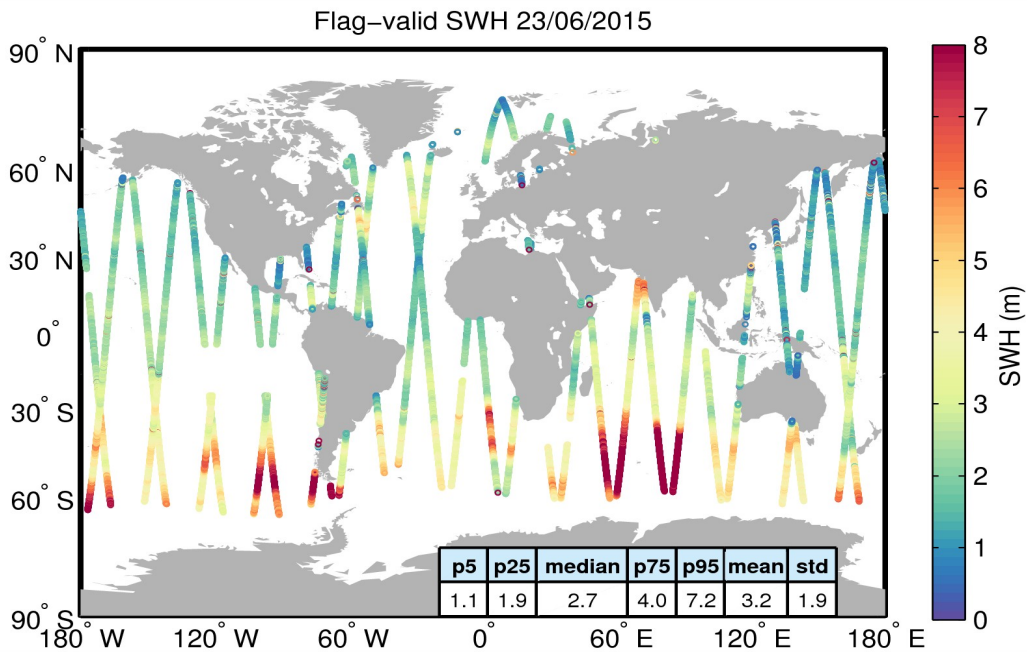 Flag−valid SWH 23/06/2015
90° N
60° N
30° N
0°
30° S
60° S
90° S
180° W
120° W
60° W
0°
60° E
120° E
180° E
p5 p25 median p75 p95 mean std
1.1 1.9 2.7 4.0 7.2 3.2 1.9
8
7
6
5
4
3
2
1
0
SWH (m)